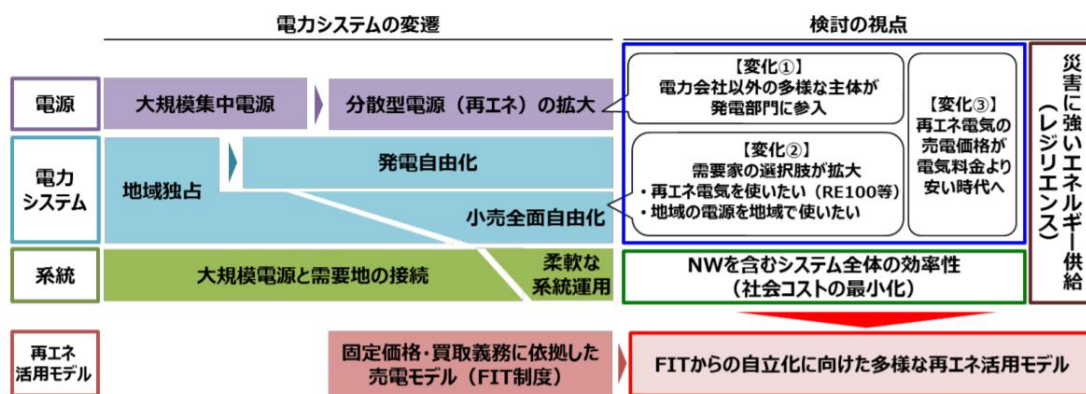 電力システムの変遷
検討の視点
電源
大規模集中電源
分散型電源（再エネ）の拡大
【変化①】
電力会社以外の多様な主体が
発電部門に参入
電力
システム
地域独占
発電自由化
小売全面自由化
【変化②】
需要家の選択肢が拡大
・再エネ電気を使いたい（RE100等）
・地域の電源を地域で使いたい
【変化③】
再エネ電気の
売電価格が
電気料金より
安い時代へ
災害に強いエネルギー供給
（レジリエンス）
系統
大規模電源と需要地の接続
柔軟な
系統運用
NWを含むシステム全体の効率性
（社会コストの最小化）
再エネ
活用モデル
固定価格・買取義務に依拠した
売電モデル（FIT制度）
FITからの自立化に向けた多様な再エネ活用モデル